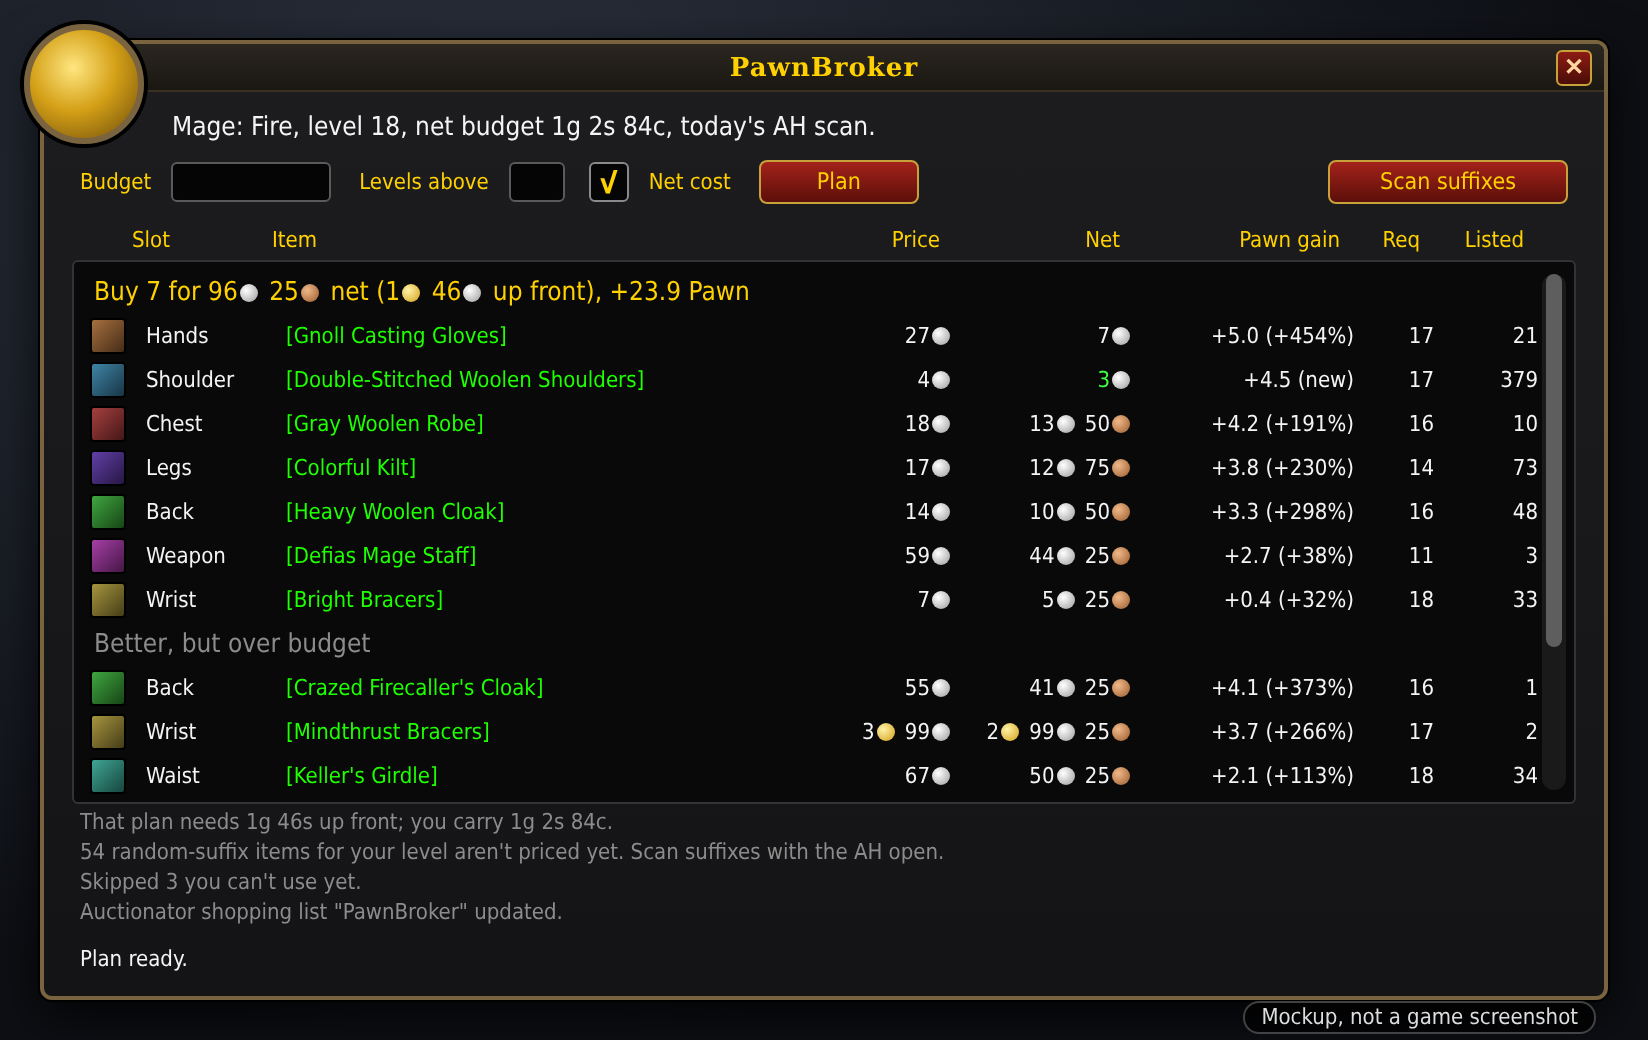 PawnBroker
Mage: Fire, level 18, net budget 1g 2s 84c, today's AH scan.
Budget Levels above √ Net cost Plan Scan suffixes
Slot Item Price Net Pawn gain Req Listed
Buy 7 for 96 25 net (1 46 up front), +23.9 Pawn
Hands [Gnoll Casting Gloves] 27 7 +5.0 (+454%) 17 21
Shoulder [Double-Stitched Woolen Shoulders] 4 3 +4.5 (new) 17 379
Chest [Gray Woolen Robe] 18 13 50 +4.2 (+191%) 16 10
Legs [Colorful Kilt] 17 12 75 +3.8 (+230%) 14 73
Back [Heavy Woolen Cloak] 14 10 50 +3.3 (+298%) 16 48
Weapon [Defias Mage Staff] 59 44 25 +2.7 (+38%) 11 3
Wrist [Bright Bracers] 7 5 25 +0.4 (+32%) 18 33
Better, but over budget
Back [Crazed Firecaller's Cloak] 55 41 25 +4.1 (+373%) 16 1
Wrist [Mindthrust Bracers] 3 99 2 99 25 +3.7 (+266%) 17 2
Waist [Keller's Girdle] 67 50 25 +2.1 (+113%) 18 34
That plan needs 1g 46s up front; you carry 1g 2s 84c.
54 random-suffix items for your level aren't priced yet. Scan suffixes with the AH open.
Skipped 3 you can't use yet.
Auctionator shopping list "PawnBroker" updated.
Plan ready.
Mockup, not a game screenshot